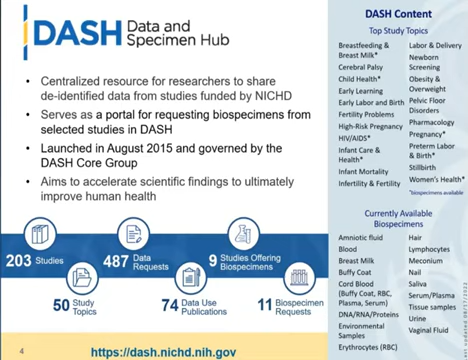 DASH Data and
Specimen Hub
• Centralized resource for researchers to share
de-identified data from studies funded by NICHD
• Serves as a portal for requesting biospecimens from
selected studies in DASH
• Launched in August 2015 and governed by the
DASH Core Group
• Aims to accelerate scientific findings to ultimately
improve human health
203 Studies
487 Data
Requests
9 Studies Offering
Biospecimens
50 Study
Topics
74 Data Use
Publications
11 Biospecimen
Requests
4
https://dash.nichd.nih.gov
DASH Content
Top Study Topics
Breastfeeding &
Breast Milk*
Cerebral Palsy
Child Health*
Early Learning
Early Labor and Birth
Fertility Problems
High-Risk Pregnancy
HIV/AIDS*
Infant Care &
Health*
Infant Mortality
Infertility & Fertility
Labor & Delivery
Newborn
Screening
Obesity &
Overweight
Pelvic Floor
Disorders
Pharmacology
Pregnancy*
Preterm Labor
& Birth*
Stillbirth
Women's Health*
*biospecimens available
Currently Available
Biospecimens
Amniotic fluid
Blood
Breast Milk
Buffy Coat
Cord Blood
(Buffy Coat, RBC,
Plasma, Serum)
DNA/RNA/Proteins
Environmental
Samples
Erythrocytes (RBC)
Hair
Lymphocytes
Meconium
Nail
Saliva
Serum/Plasma
Tissue samples
Urine
Vaginal Fluid